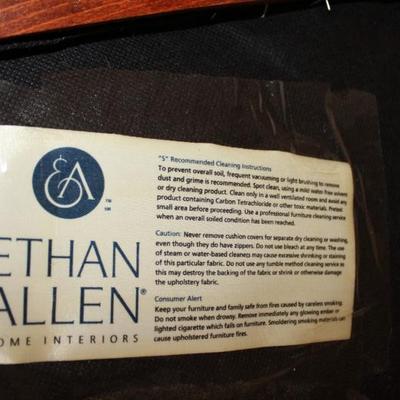 &A
™
SM
ETHAN
ALLEN®
OME INTERIORS
"S" Recommended Cleaning Instructions
To prevent overall soil, frequent vacuuming or light brushing to remove
dust and grime is recommended. Spot clean, using a mild water free solvent
or dry cleaning product. Clean only in a well ventilated room and avoid any
product containing Carbon Tetrachloride or other toxic materials. Pretest
small area before proceeding. Use a professional furniture cleaning service
when an overall soiled condition has been reached.
Caution: Never remove cushion covers for separate dry cleaning or washing,
even though they do have zippers. Do not use bleach at any time. The use
of steam or water-based cleaners may cause excessive shrinking or staining
of this particular fabric. Do not use any tumble method cleaning service as
this may destroy the backing of the fabric or shrink or otherwise damage
the upholstery fabric.
Consumer Alert
Keep your furniture and family safe from fires caused by careless smoking.
Do not smoke when drowsy. Remove immediately any glowing ember or
lighted cigarette which falls on furniture. Smoldering smoking materials can
cause upholstered furniture fires.